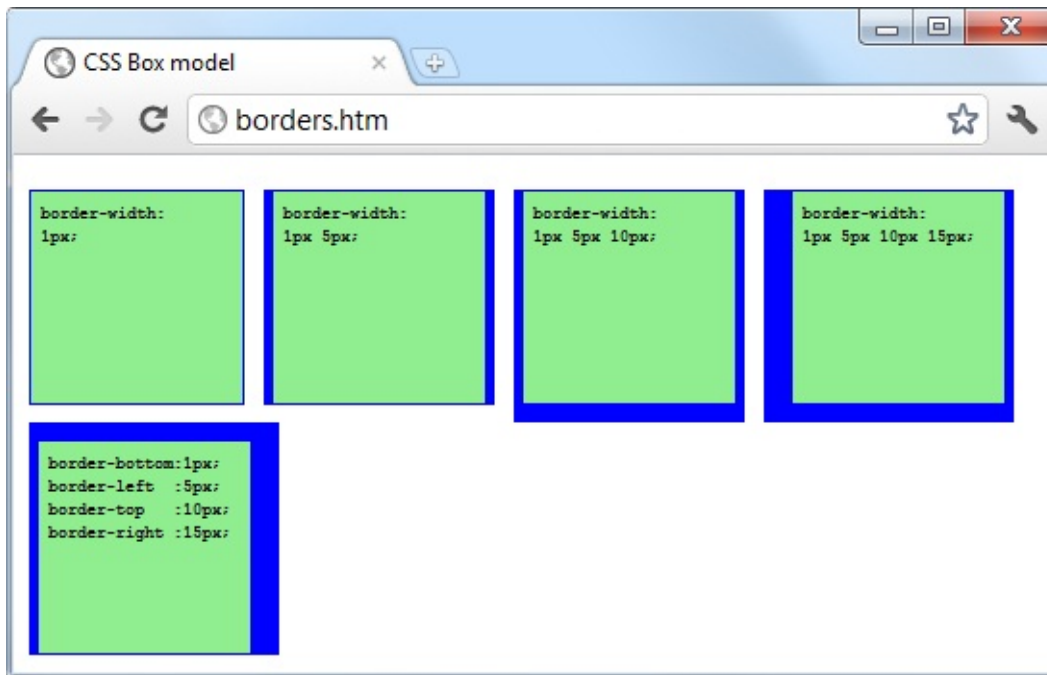 CSS Box model
borders.htm
border-width:
1px;
border-width:
1px 5px;
border-width:
1px 5px 10px;
border-width:
1px 5px 10px 15px;
border-bottom:1px;
border-left  :5px;
border-top   :10px;
border-right :15px;